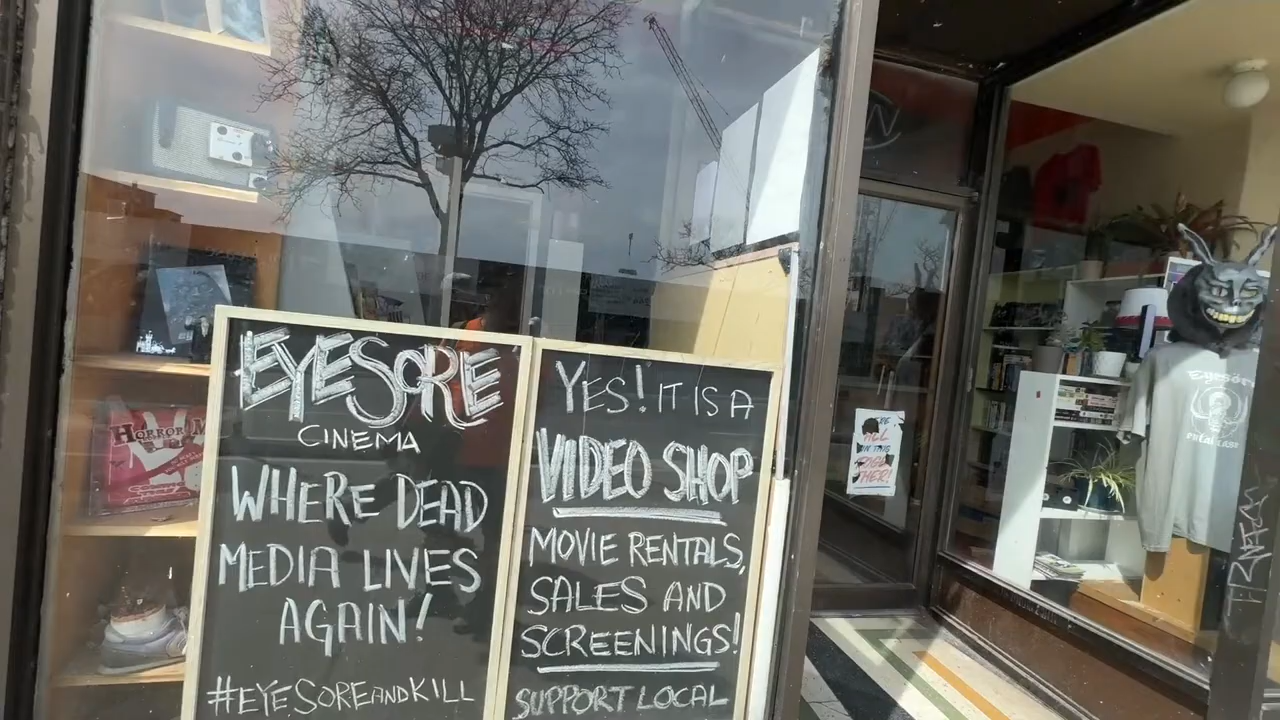 EYESORE
CINEMA
WHERE DEAD
MEDIA LIVES
AGAIN!
#EYESOREANDKILL
YES! IT IS A
VIDEO SHOP
MOVIE RENTALS,
SALES AND
SCREENINGS!
SUPPORT LOCAL
HORROR